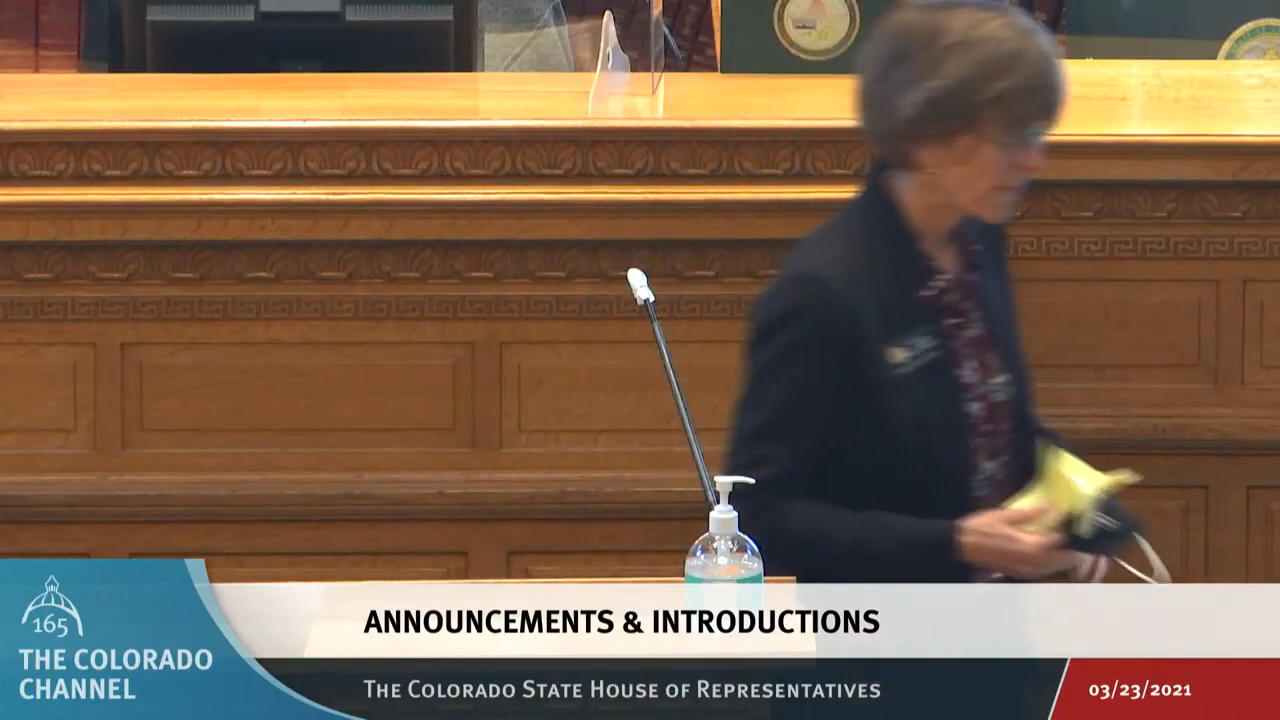 ANNOUNCEMENTS & INTRODUCTIONS
165
THE COLORADO
CHANNEL
THE COLORADO STATE HOUSE OF REPRESENTATIVES
03/23/2021